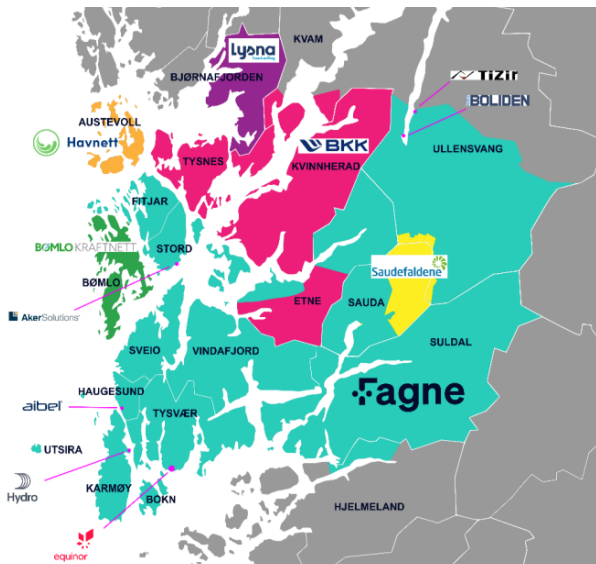 KVAM
Lysna
BJØRNAFJORDEN
TIZIR
BOLIDEN
AUSTEVOLL
Havnett
BKK
ULLENSVANG
TYSNES
KVINNHERAD
FITJAR
BØMLO KRAFTNETT
STORD
Saudefaldene
BØMLO
ETNE
SAUDA
AkerSolutions
SULDAL
SVEIO
VINDAFJORD
Fagne
HAUGESUND
aibel
TYSVÆR
UTSIRA
KARMØY
Hydro
BOKN
HJELMELAND
equinor